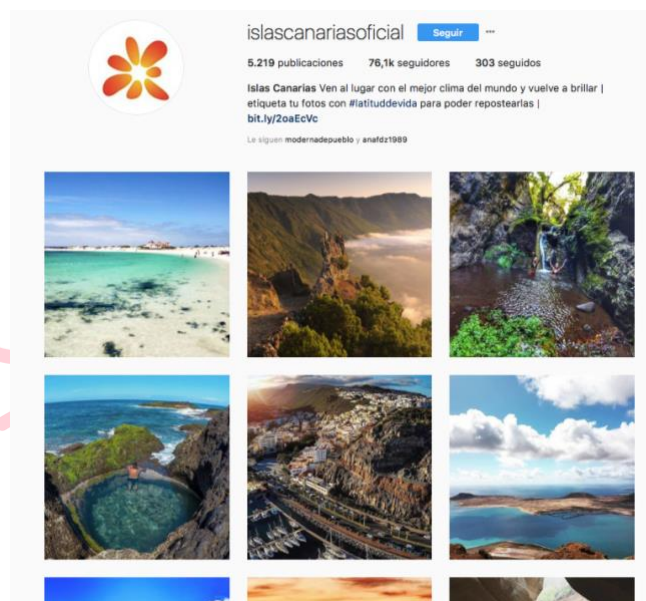 islascanariasoficial Seguir ...
5.219 publicaciones 76,1k seguidores 303 seguidos
Islas Canarias Ven al lugar con el mejor clima del mundo y vuelve a brillar |
etiqueta tu fotos con #latituddevida para poder repostearlas |
bit.ly/2oaEcVc
Le siguen modernadepueblo y anafdz1989